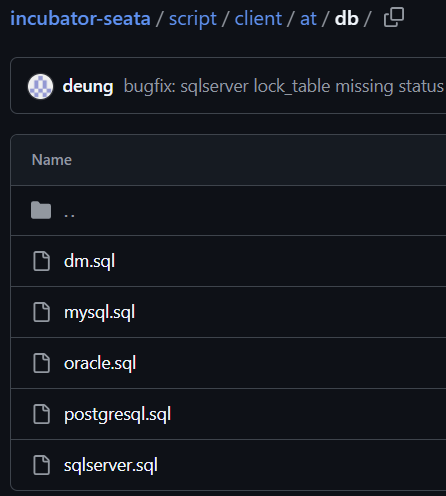 incubator-seata / script / client / at / db /
deung bugfix: sqlserver lock_table missing status
Name
..
dm.sql
mysql.sql
oracle.sql
postgresql.sql
sqlserver.sql